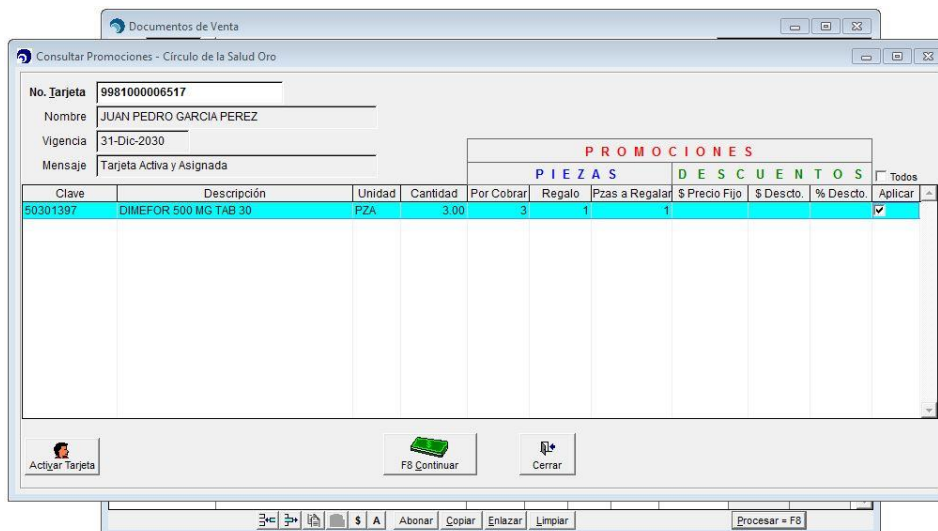 Documentos de Venta
Consultar Promociones - Círculo de la Salud Oro
No. Tarjeta 9981000006517
Nombre JUAN PEDRO GARCIA PEREZ
Vigencia 31-Dic-2030
Mensaje Tarjeta Activa y Asignada
PROMOCIONES
PIEZAS DESCUENTOS Todos
Clave Descripción Unidad Cantidad Por Cobrar Regalo Pzas a Regalar $ Precio Fijo $ Descto. % Descto. Aplicar
50301397 DIMEFOR 500 MG TAB 30 PZA 3.00 3 1 1
Activar Tarjeta F8 Continuar Cerrar
$ A Abonar Copiar Enlazar Limpiar Procesar = F8